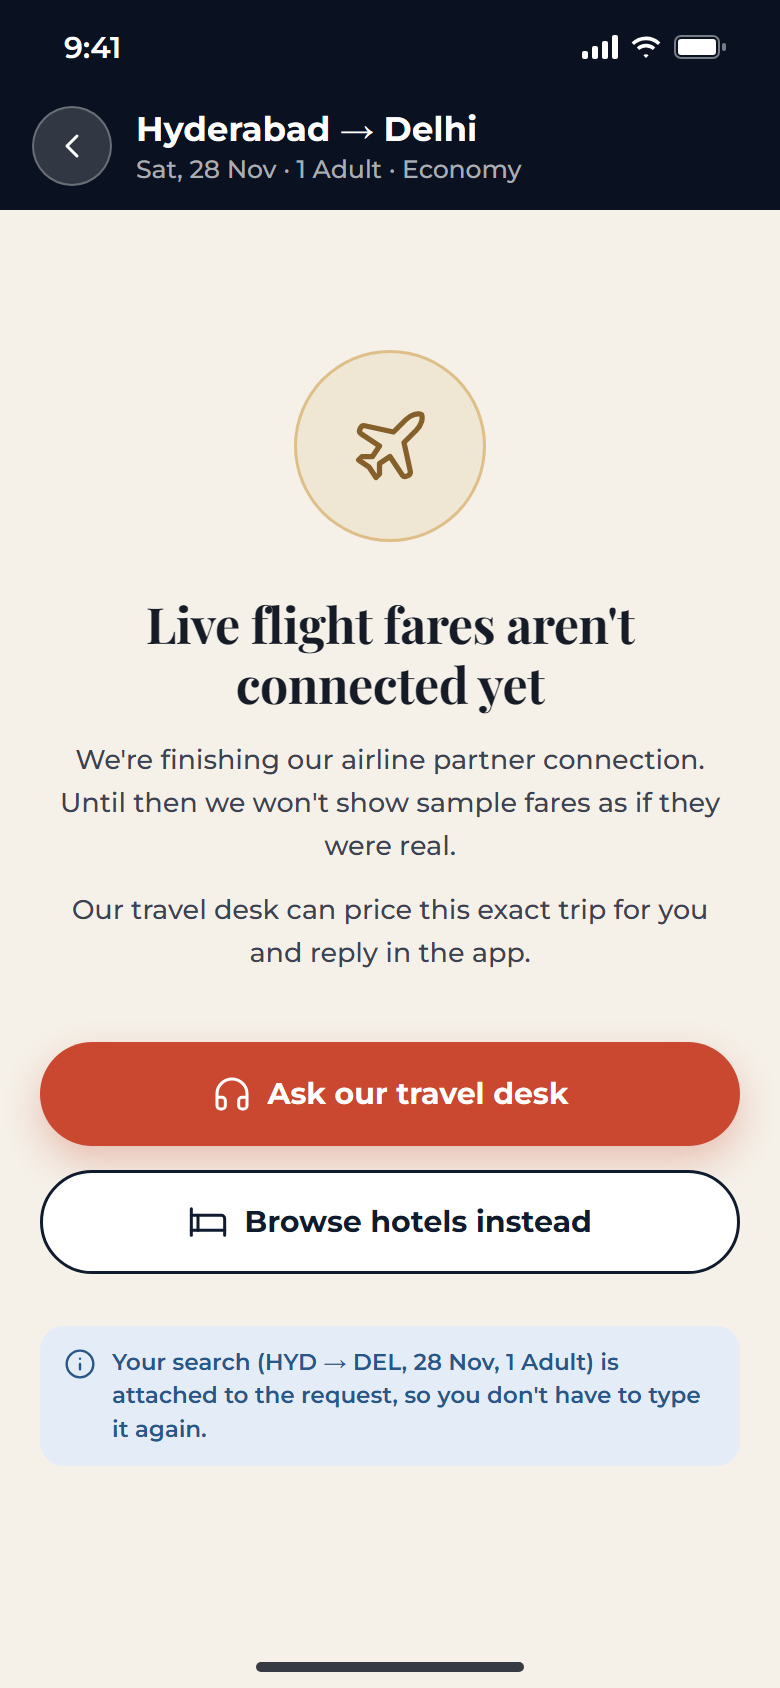 9:41
Hyderabad → Delhi
Sat, 28 Nov · 1 Adult · Economy
Live flight fares aren't
connected yet
We're finishing our airline partner connection.
Until then we won't show sample fares as if they
were real.
Our travel desk can price this exact trip for you
and reply in the app.
Ask our travel desk
Browse hotels instead
Your search (HYD → DEL, 28 Nov, 1 Adult) is
attached to the request, so you don't have to type
it again.